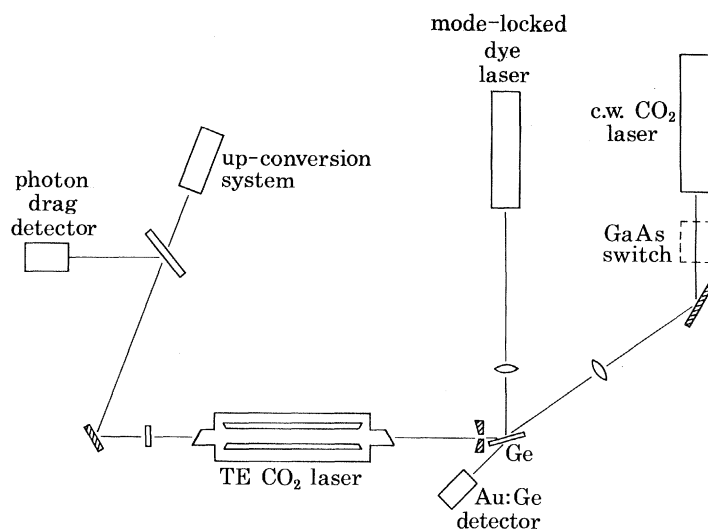 mode-locked
dye
laser
c.w. CO₂
laser
up-conversion
system
photon
drag
detector
GaAs
switch
Ge
TE CO₂ laser
Au:Ge
detector